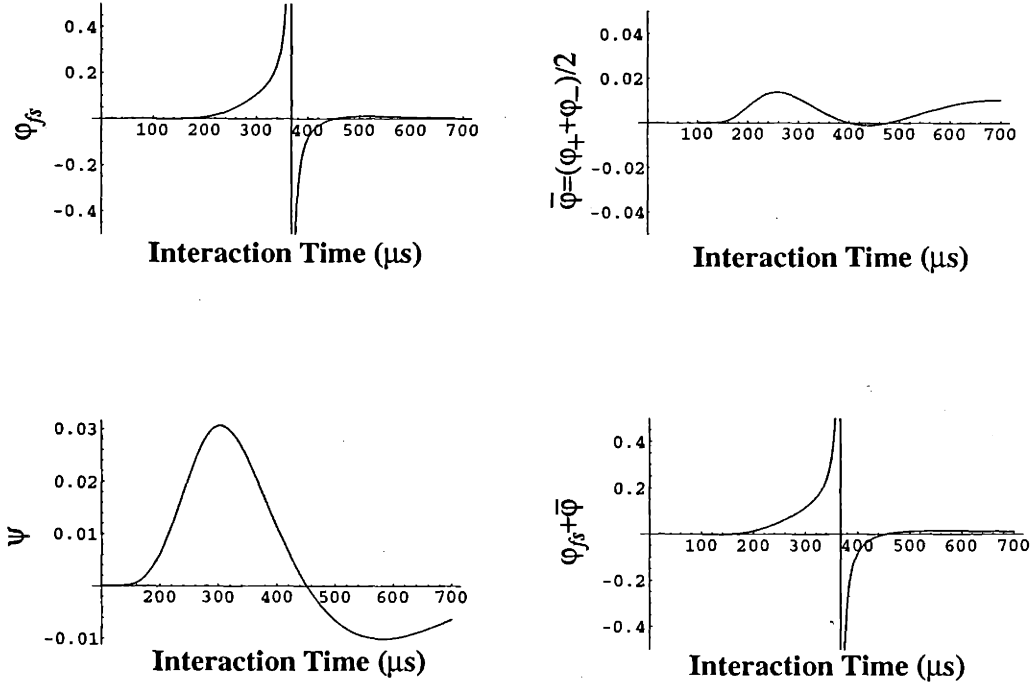 φfs
0.4
0.2
-0.2
-0.4
100 200 300 400 500 600 700
Interaction Time (μs)
φ̄=(φ+ +φ−)/2
0.04
0.02
-0.02
-0.04
100 200 300 400 500 600 700
Interaction Time (μs)
ψ
0.03
0.02
0.01
-0.01
200 300 400 500 600 700
Interaction Time (μs)
φfs+φ̄
0.4
0.2
-0.2
-0.4
100 200 300 400 500 600 700
Interaction Time (μs)